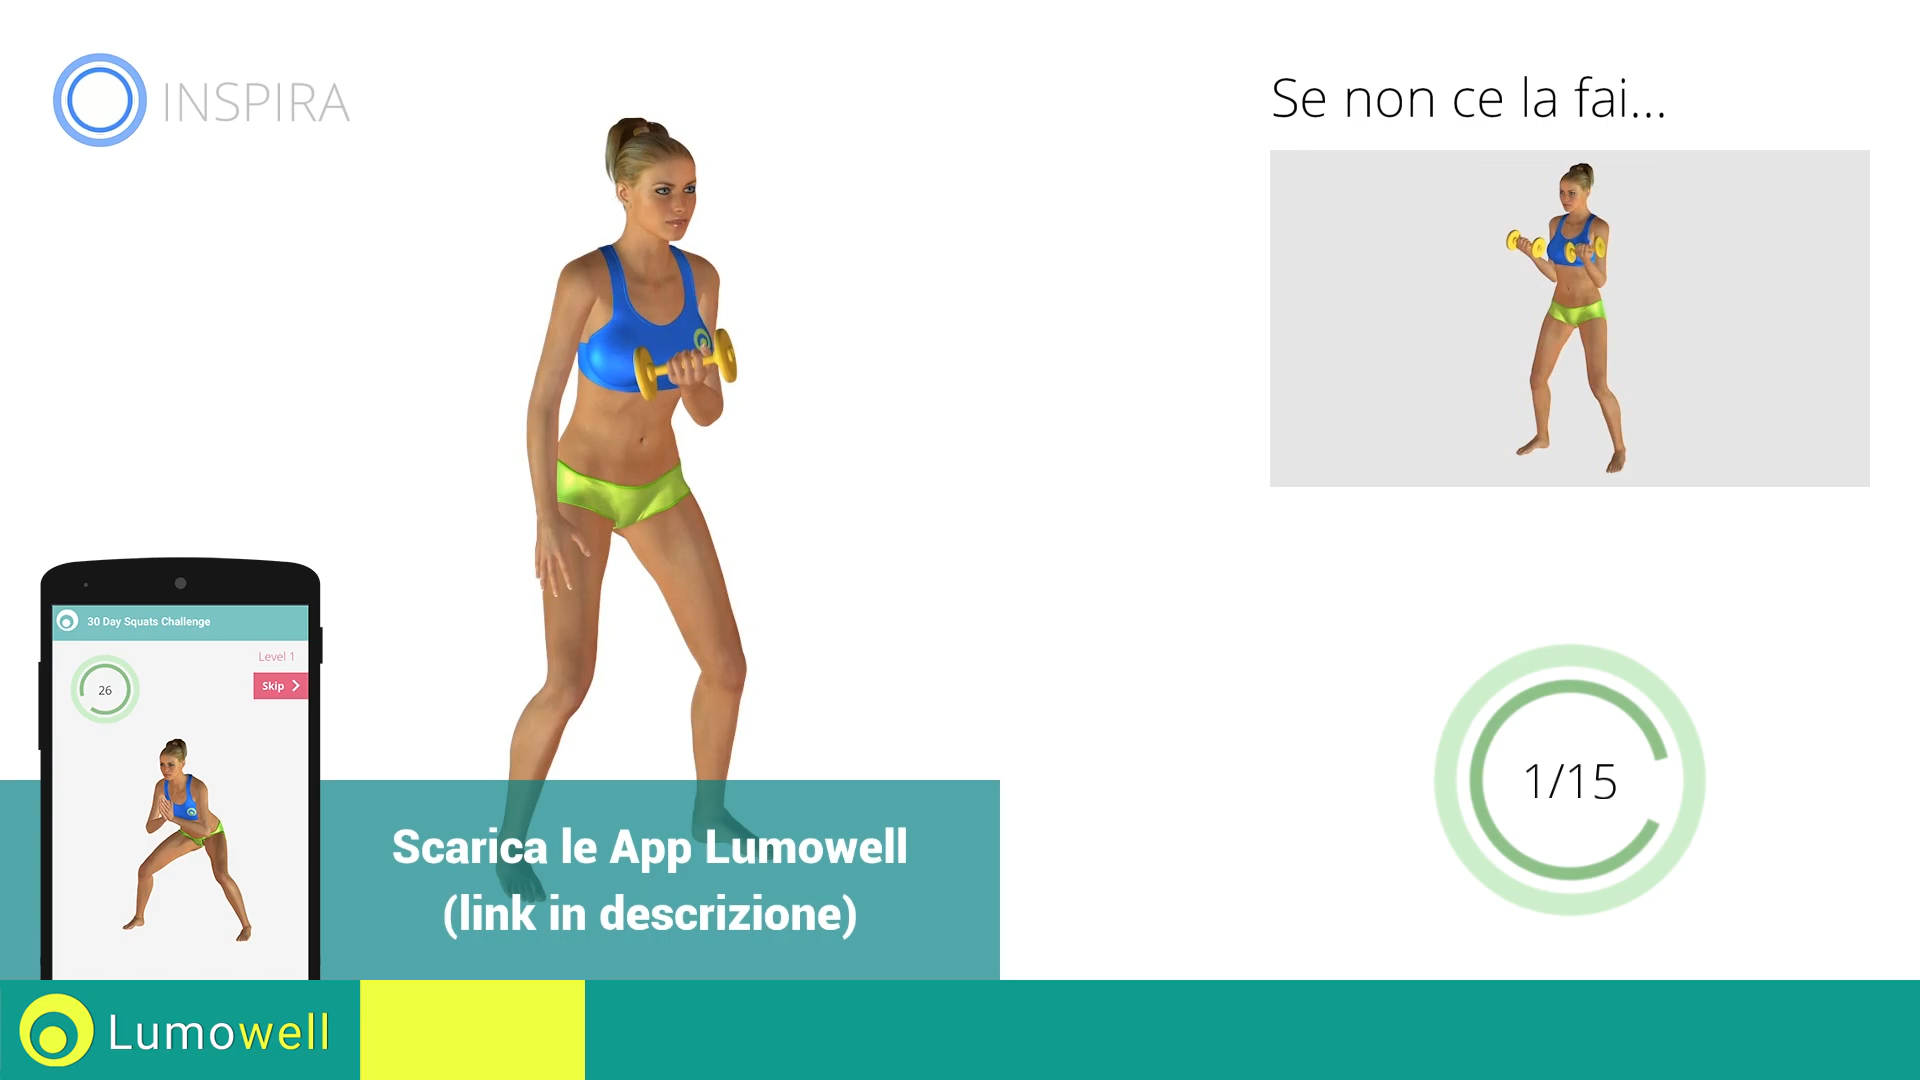 INSPIRA
Se non ce la fai...
30 Day Squats Challenge
Level 1
Skip
26
1/15
Scarica le App Lumowell
(link in descrizione)
Lumowell